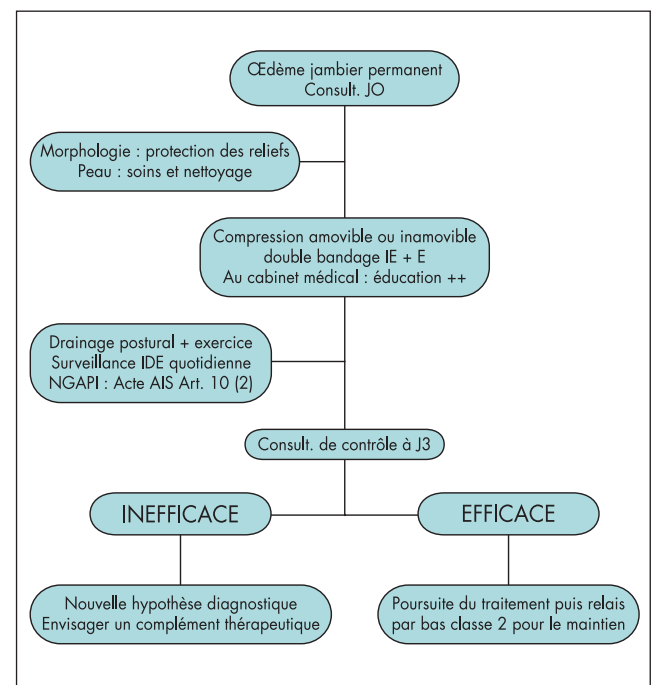 Œdème jambier permanent
Consult. JO
Morphologie : protection des reliefs
Peau : soins et nettoyage
Compression amovible ou inamovible
double bandage IE + E
Au cabinet médical : éducation ++
Drainage postural + exercice
Surveillance IDE quotidienne
NGAPI : Acte AIS Art. 10 (2)
Consult. de contrôle à J3
INEFFICACE
EFFICACE
Nouvelle hypothèse diagnostique
Envisager un complément thérapeutique
Poursuite du traitement puis relais
par bas classe 2 pour le maintien